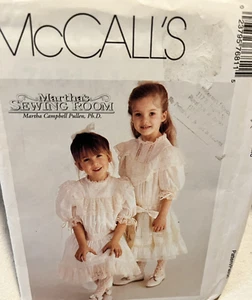 McCALL'S
Martha's
SEWING ROOM
Martha Campbell Pullen, Ph.D.